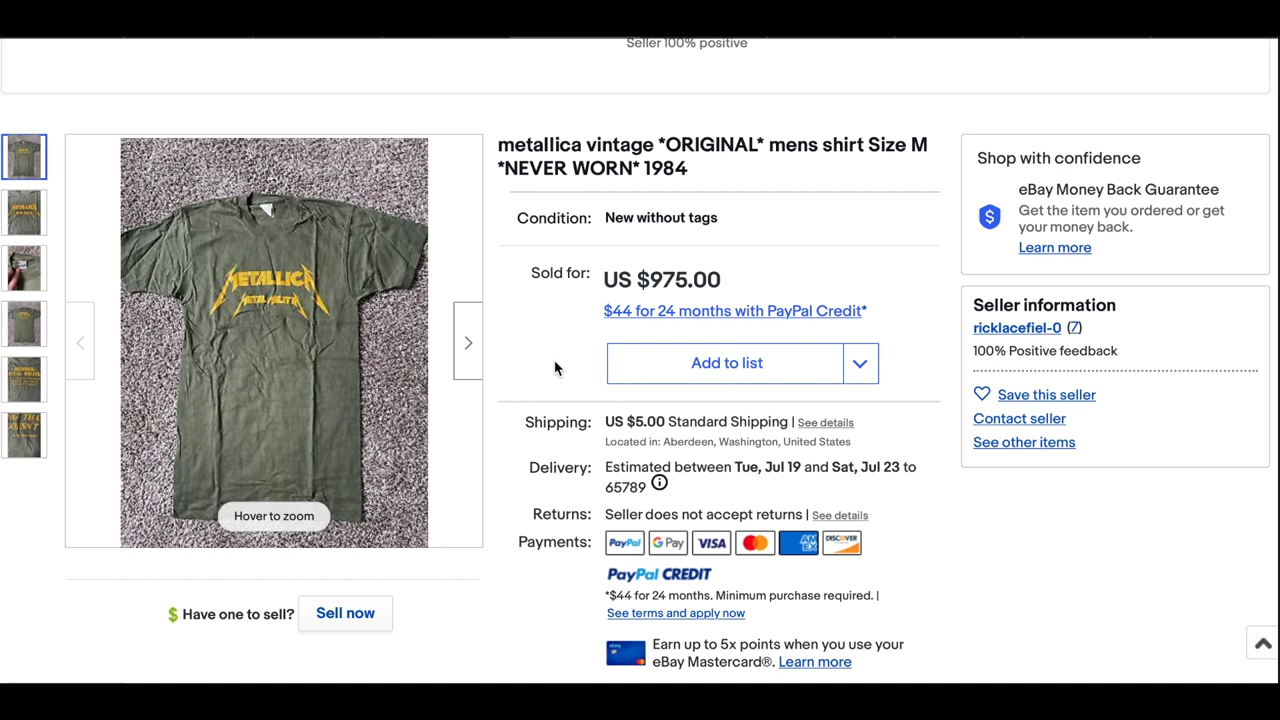 Seller 100% positive
metallica vintage *ORIGINAL* mens shirt Size M
*NEVER WORN* 1984
Condition: New without tags
Sold for: US $975.00
$44 for 24 months with PayPal Credit*
Add to list
Shipping: US $5.00 Standard Shipping | See details
Located in: Aberdeen, Washington, United States
Delivery: Estimated between Tue, Jul 19 and Sat, Jul 23 to
65789
Returns: Seller does not accept returns | See details
Payments: PayPal G Pay VISA AMEX DISCOVER
PayPal CREDIT
*$44 for 24 months. Minimum purchase required. |
See terms and apply now
Earn up to 5x points when you use your
eBay Mastercard®. Learn more
METALLICA
METAL MILITIA
Hover to zoom
Have one to sell? Sell now
Shop with confidence
eBay Money Back Guarantee
Get the item you ordered or get
your money back.
Learn more
Seller information
ricklacefiel-0 (7)
100% Positive feedback
Save this seller
Contact seller
See other items